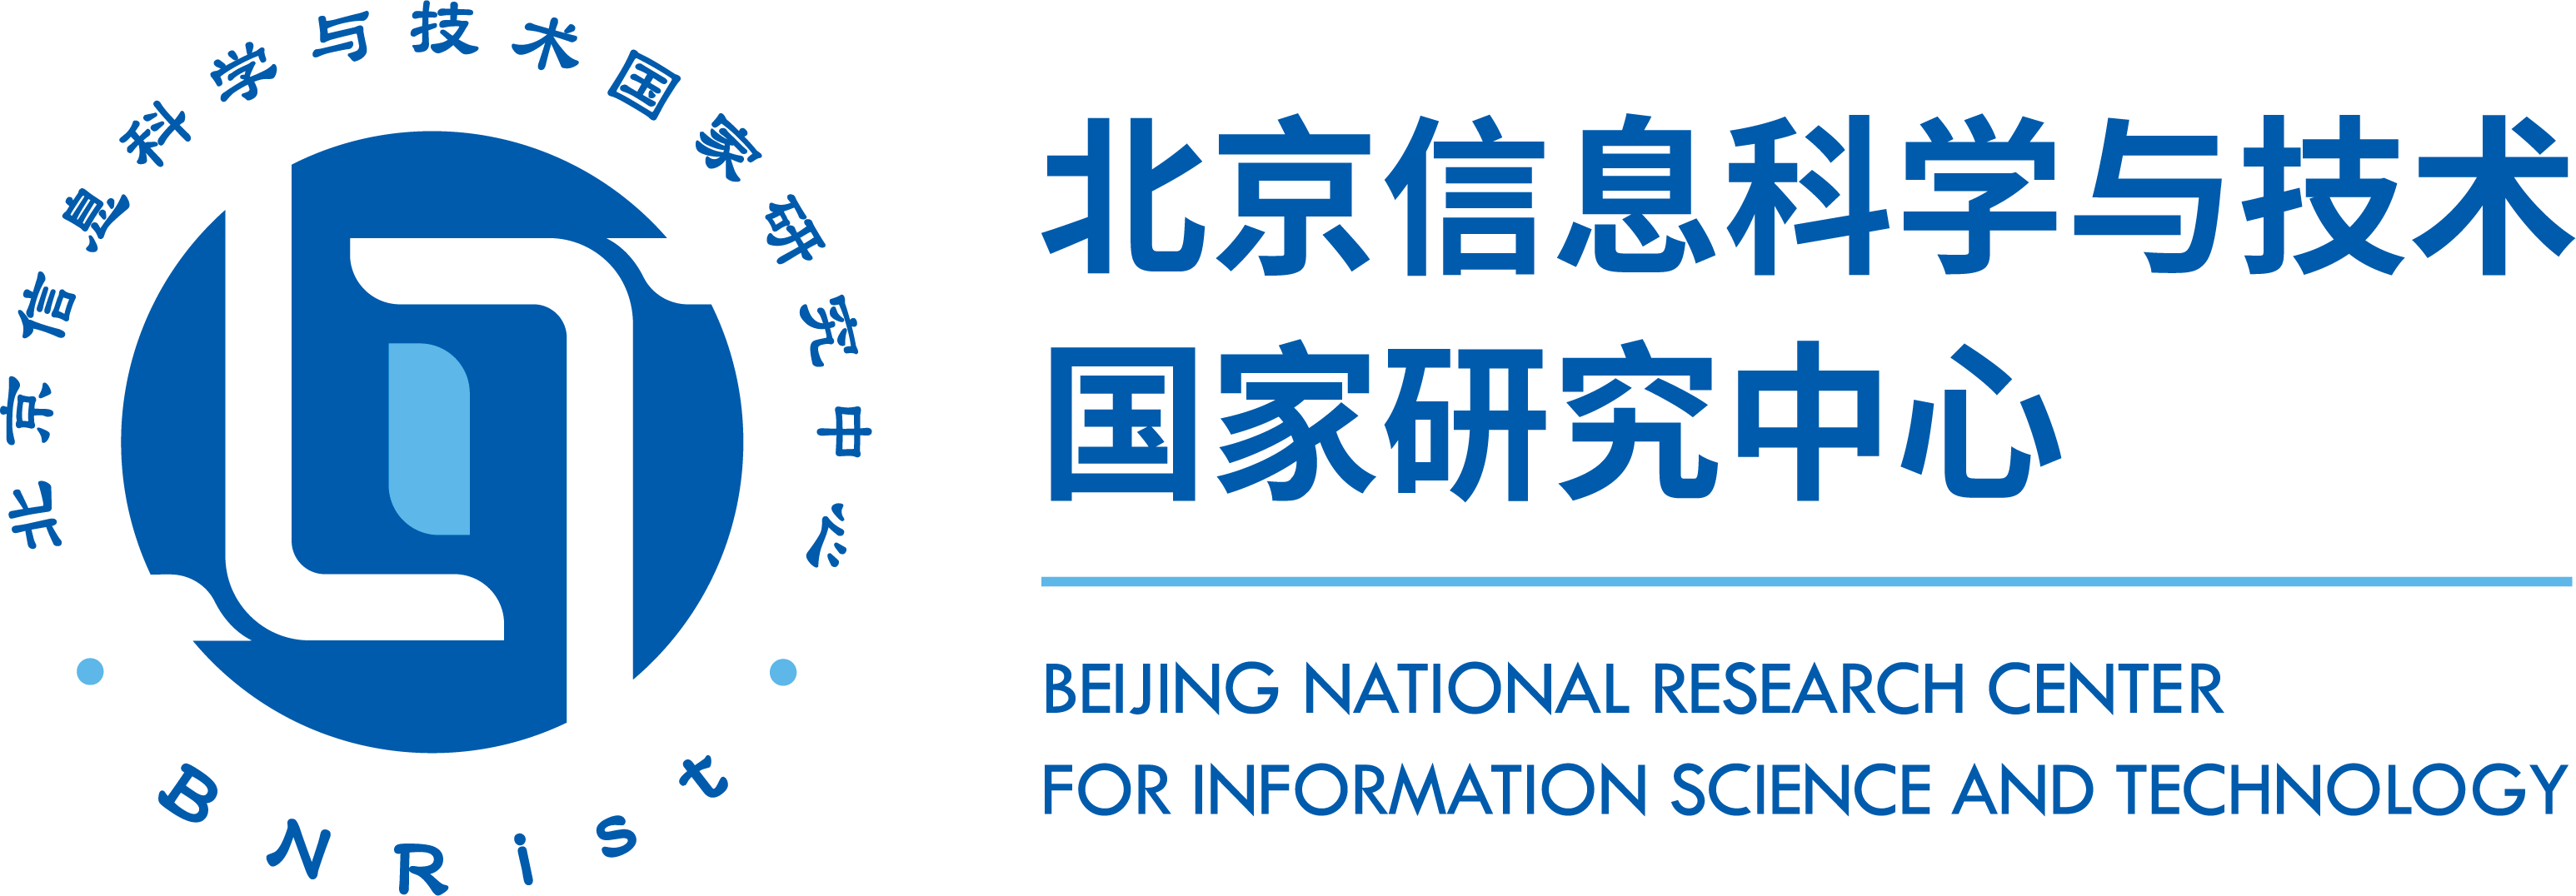 北京信息科学与技术国家研究中心
BNRist
北京信息科学与技术
国家研究中心
BEIJING NATIONAL RESEARCH CENTER
FOR INFORMATION SCIENCE AND TECHNOLOGY